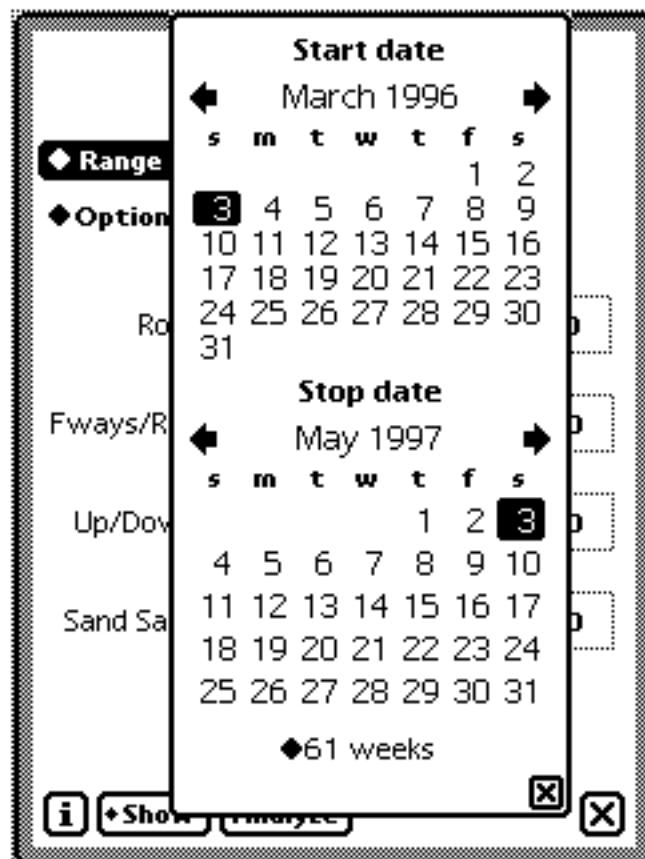 Start date
March 1996
s m t w t f s
1 2
3 4 5 6 7 8 9
10 11 12 13 14 15 16
17 18 19 20 21 22 23
24 25 26 27 28 29 30
31
Stop date
May 1997
s m t w t f s
1 2 3
4 5 6 7 8 9 10
11 12 13 14 15 16 17
18 19 20 21 22 23 24
25 26 27 28 29 30 31
61 weeks
Range
Option
Ro
Fways/R
Up/Dov
Sand Sa
i
Show